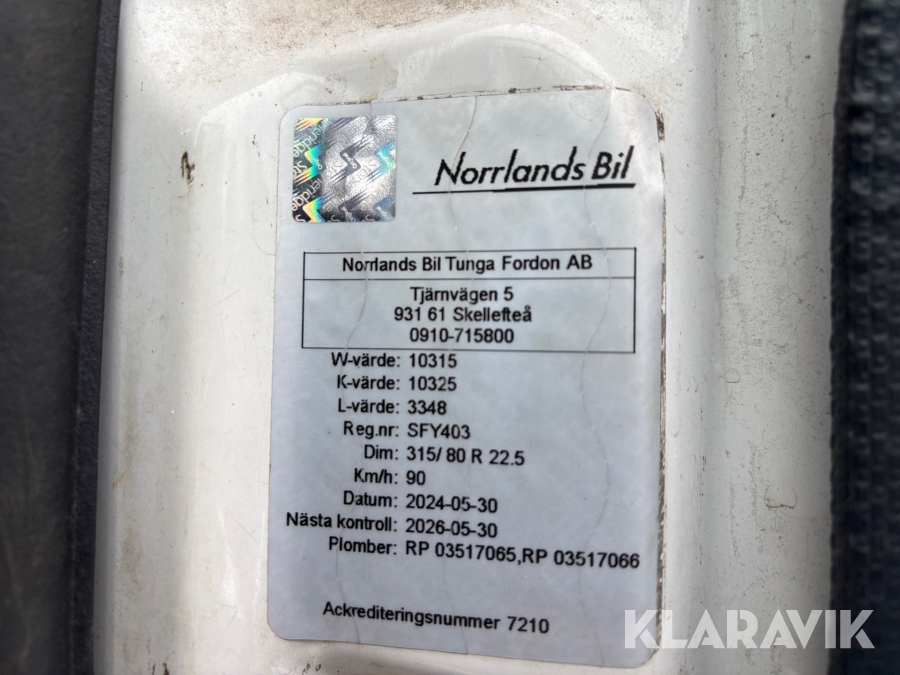 Norrlands Bil
Norrlands Bil Tunga Fordon AB
Tjärnvägen 5
931 61 Skellefteå
0910-715800
W-värde: 10315
K-värde: 10325
L-värde: 3348
Reg.nr: SFY403
Dim: 315/ 80 R 22.5
Km/h: 90
Datum: 2024-05-30
Nästa kontroll: 2026-05-30
Plomber: RP 03517065,RP 03517066
Ackrediteringsnummer 7210
KLARAVIK